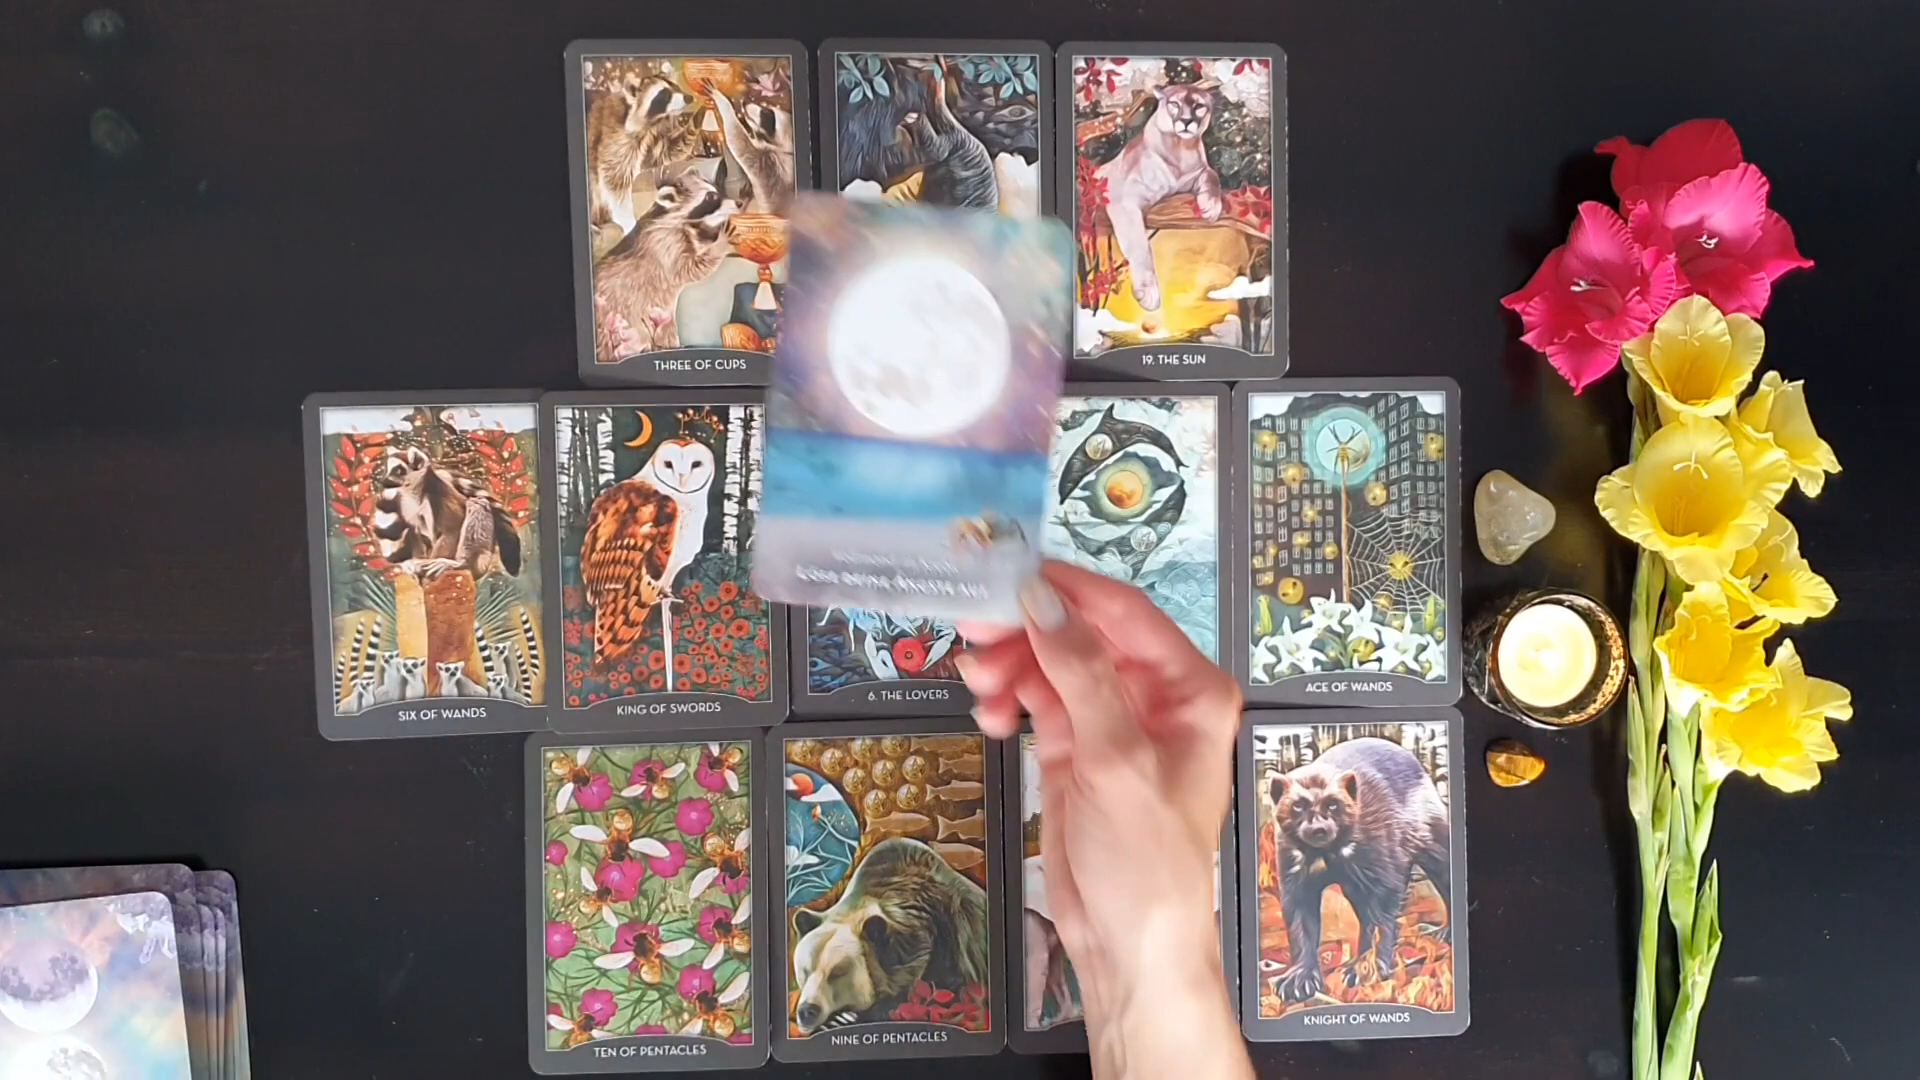 THREE OF CUPS
19. THE SUN
SIX OF WANDS
KING OF SWORDS
6. THE LOVERS
ACE OF WANDS
TEN OF PENTACLES
NINE OF PENTACLES
KNIGHT OF WANDS